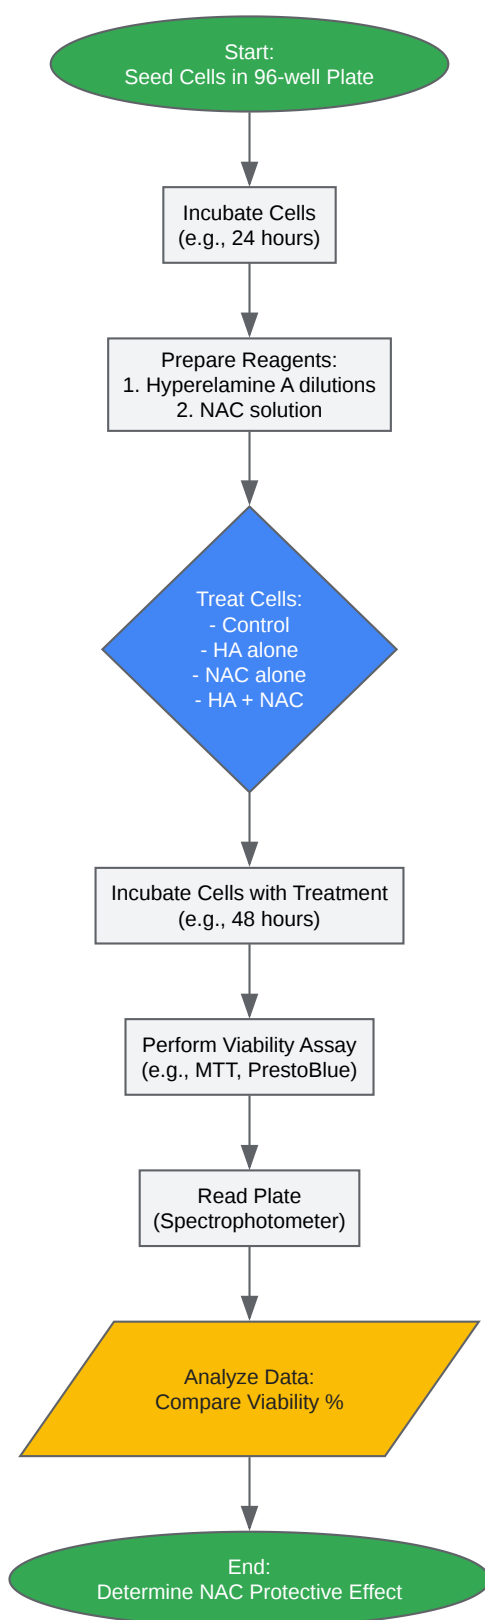 Start:
Seed Cells in 96-well Plate
Incubate Cells
(e.g., 24 hours)
Prepare Reagents:
1. Hyperelamine A dilutions
2. NAC solution
Treat Cells:
- Control
- HA alone
- NAC alone
- HA + NAC
Incubate Cells with Treatment
(e.g., 48 hours)
Perform Viability Assay
(e.g., MTT, PrestoBlue)
Read Plate
(Spectrophotometer)
Analyze Data:
Compare Viability %
End:
Determine NAC Protective Effect